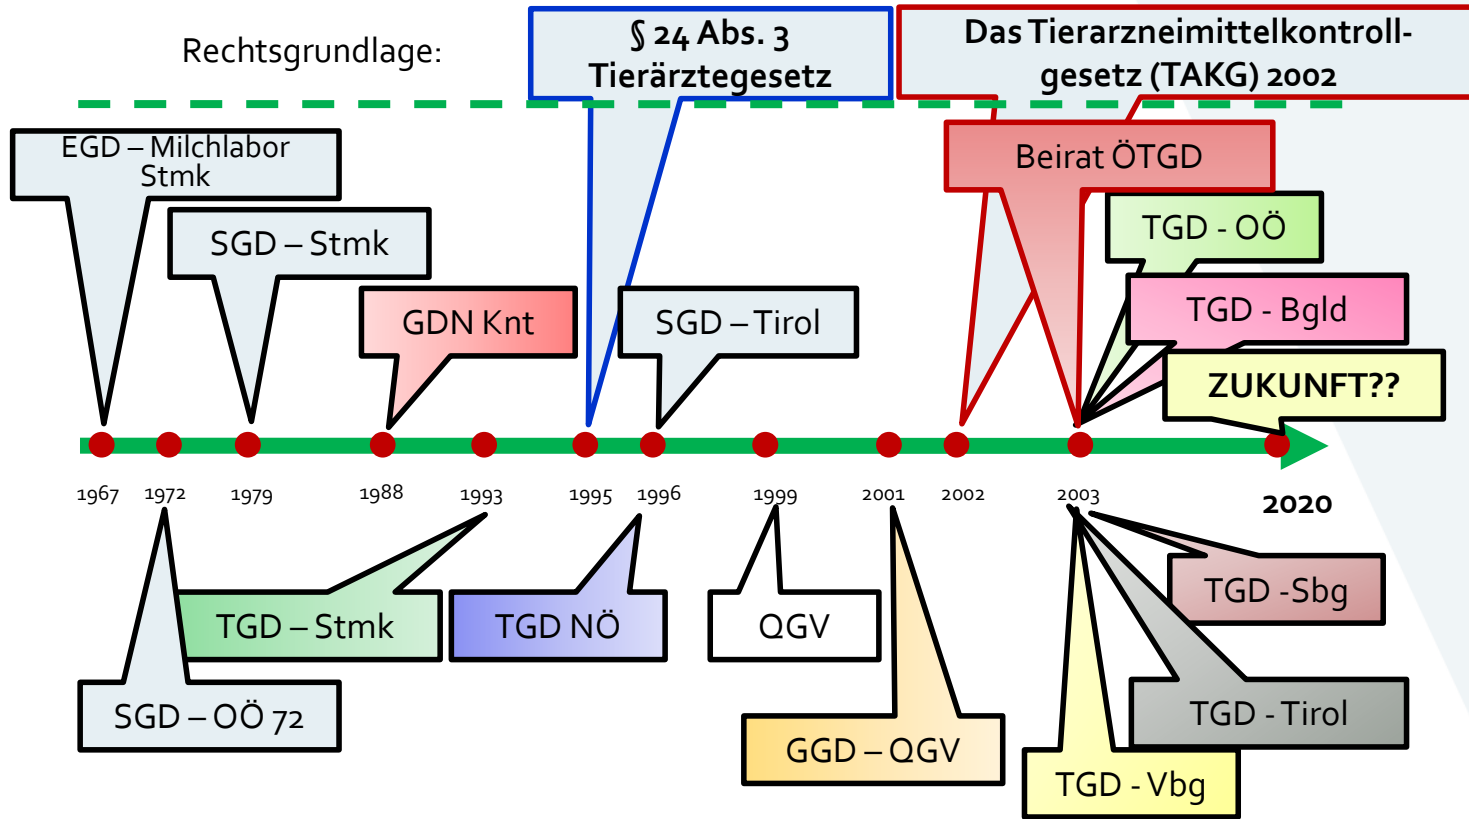 Rechtsgrundlage:
§ 24 Abs. 3
Tierärztegesetz
Das Tierarzneimittelkontroll-
gesetz (TAKG) 2002
EGD – Milchlabor
Stmk
Beirat ÖTGD
SGD – Stmk
TGD - OÖ
GDN Knt
SGD – Tirol
TGD - Bgld
ZUKUNFT??
1967
1972
1979
1988
1993
1995
1996
1999
2001
2002
2003
2020
TGD – Stmk
TGD NÖ
QGV
TGD -Sbg
SGD – OÖ 72
GGD – QGV
TGD - Tirol
TGD - Vbg